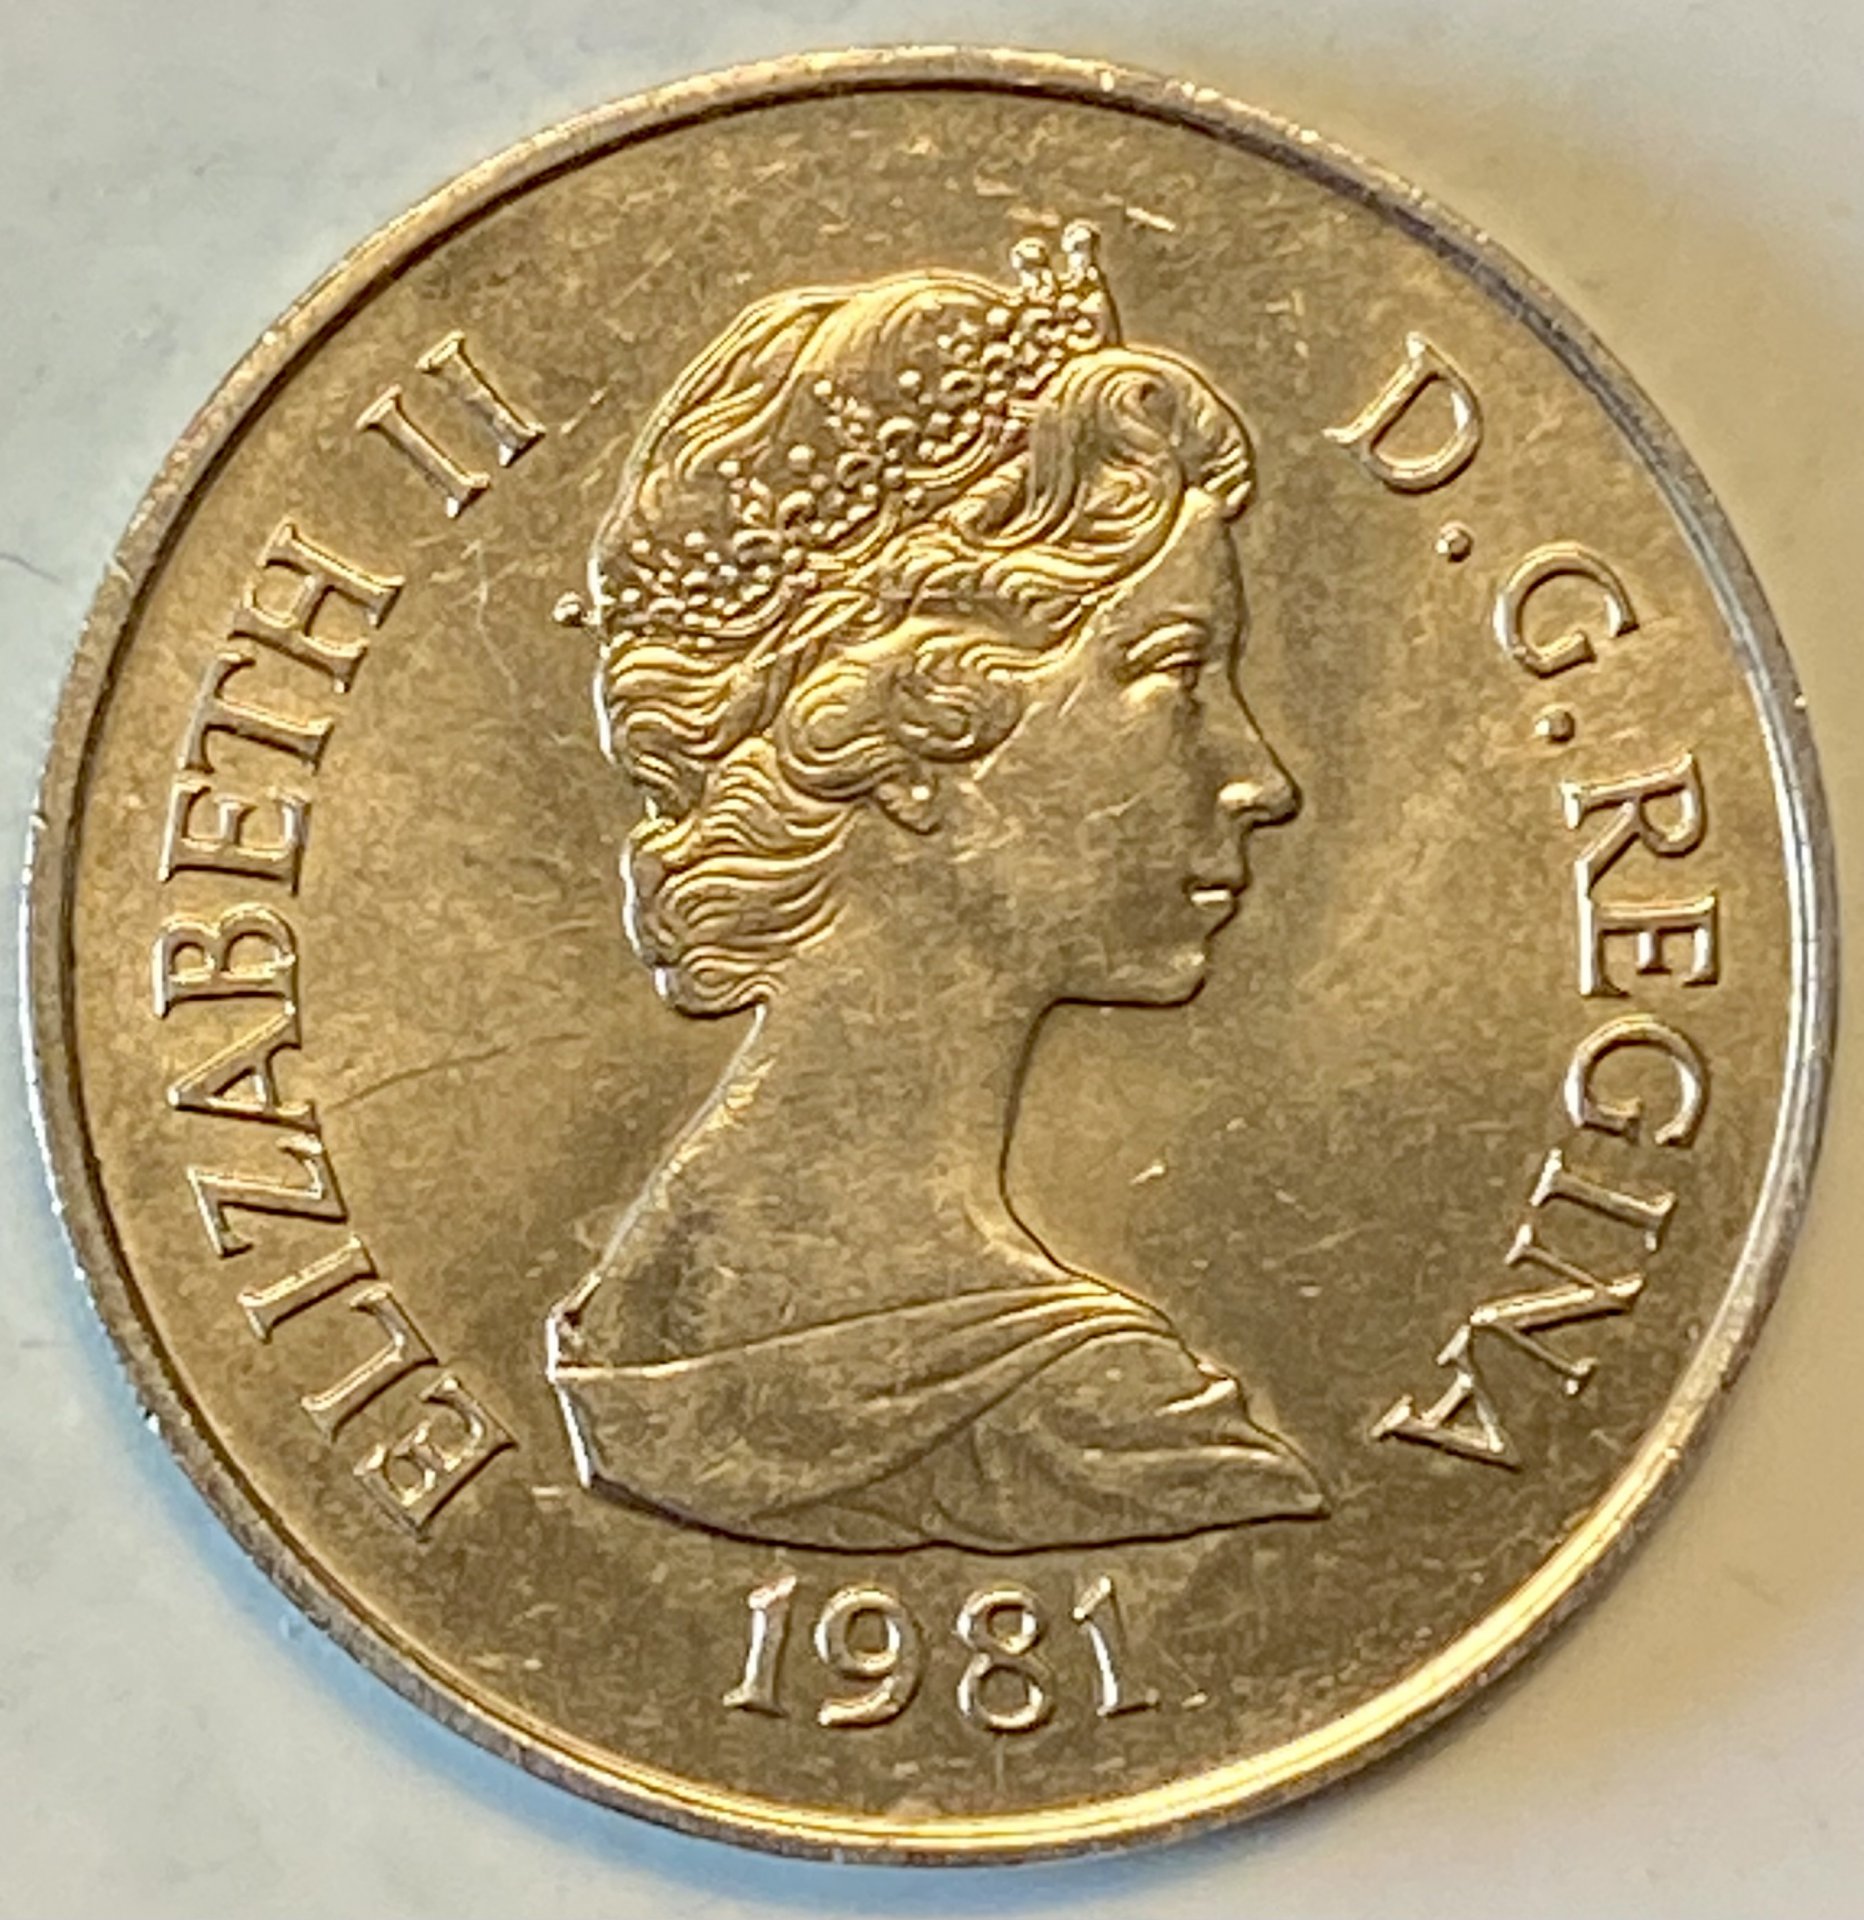 ELIZABETH II D·G·REGINA
1981